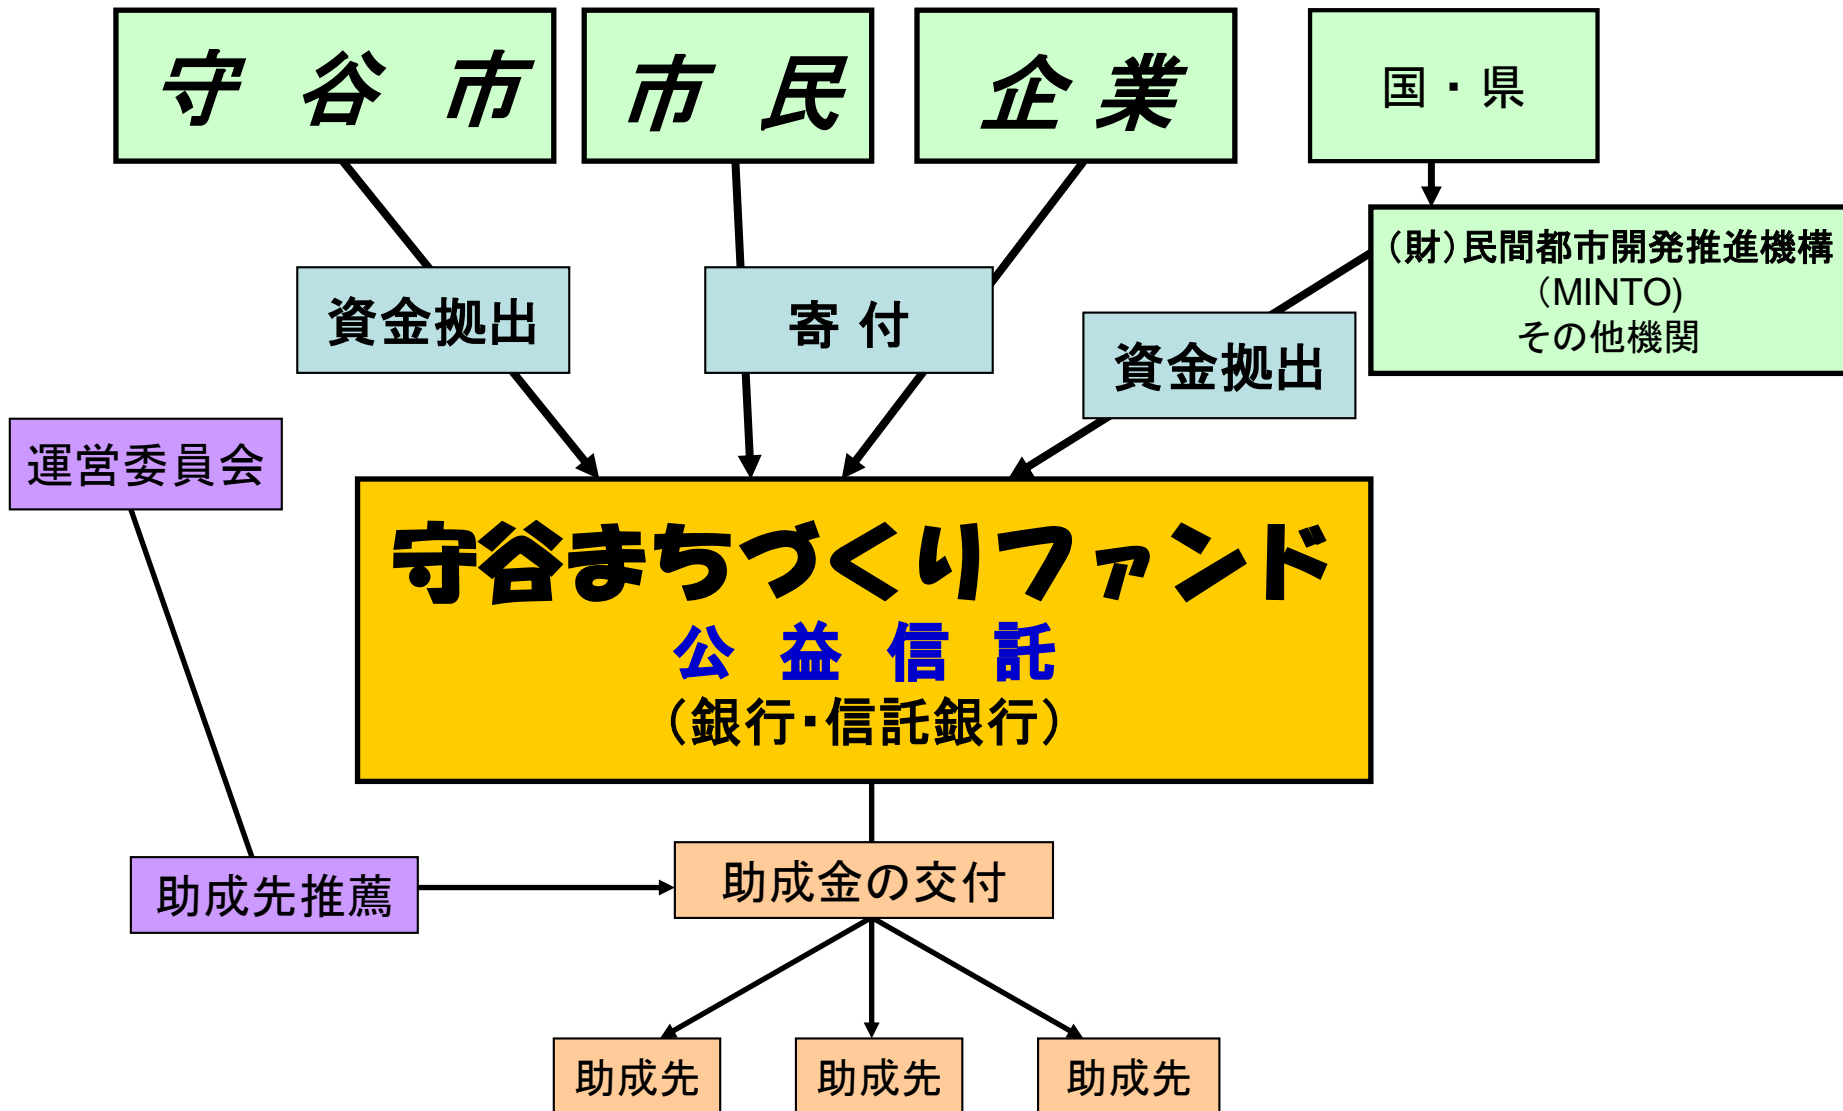 守 谷 市
市 民
企 業
国・県
（財）民間都市開発推進機構
（MINTO)
その他機関
資金拠出
寄 付
資金拠出
運営委員会
守谷まちづくりファンド
公 益 信 託
（銀行・信託銀行）
助成先推薦
助成金の交付
助成先
助成先
助成先